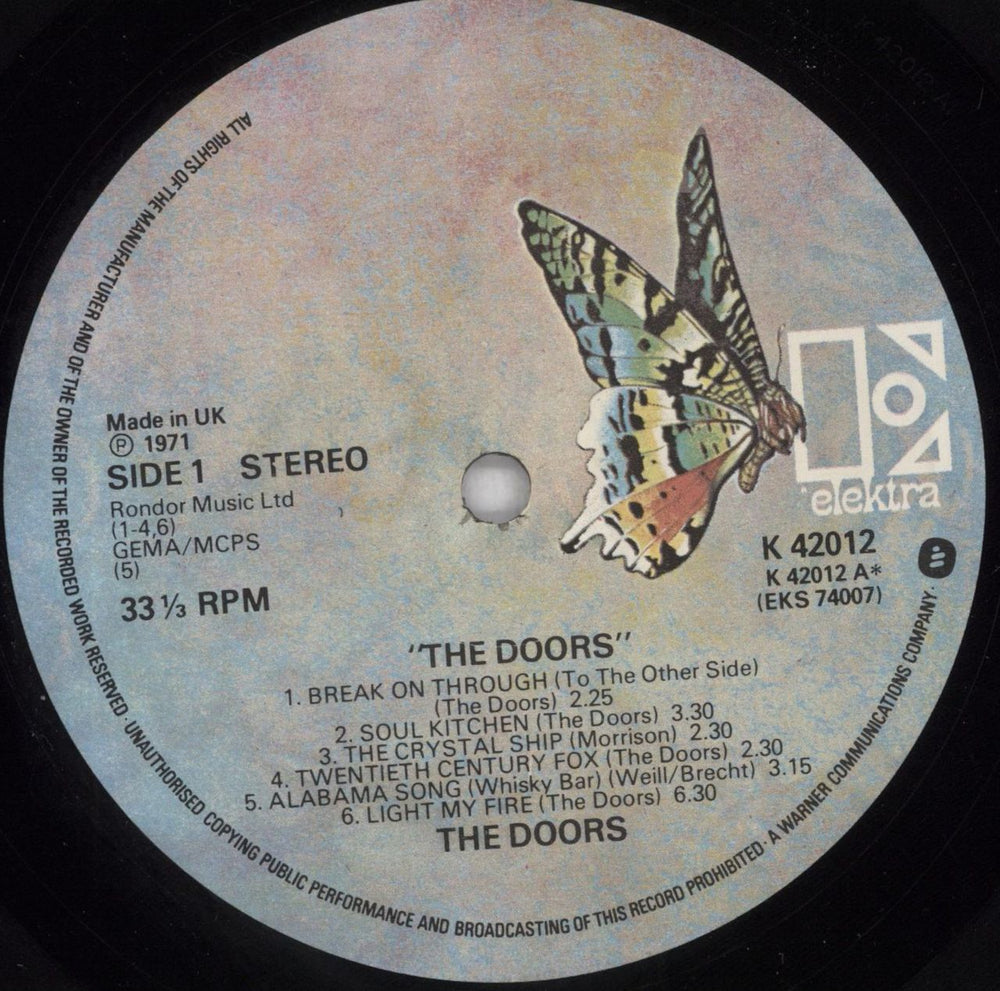 ALL RIGHTS OF THE MANUFACTURER AND OF THE OWNER OF THE RECORDED WORK RESERVED · UNAUTHORISED COPYING PUBLIC PERFORMANCE AND BROADCASTING OF THIS RECORD PROHIBITED · A WARNER COMMUNICATIONS COMPANY ·
Made in UK
Ⓟ 1971
SIDE 1 STEREO
Rondor Music Ltd
(1-4,6)
GEMA/MCPS
(5)
33⅓ RPM
elektra
K 42012
K 42012 A*
(EKS 74007)
"THE DOORS"
1. BREAK ON THROUGH (To The Other Side)
(The Doors) 2.25
2. SOUL KITCHEN (The Doors) 3.30
3. THE CRYSTAL SHIP (Morrison) 2.30
4. TWENTIETH CENTURY FOX (The Doors) 2.30
5. ALABAMA SONG (Whisky Bar) (Weill/Brecht) 3.15
6. LIGHT MY FIRE (The Doors) 6.30
THE DOORS